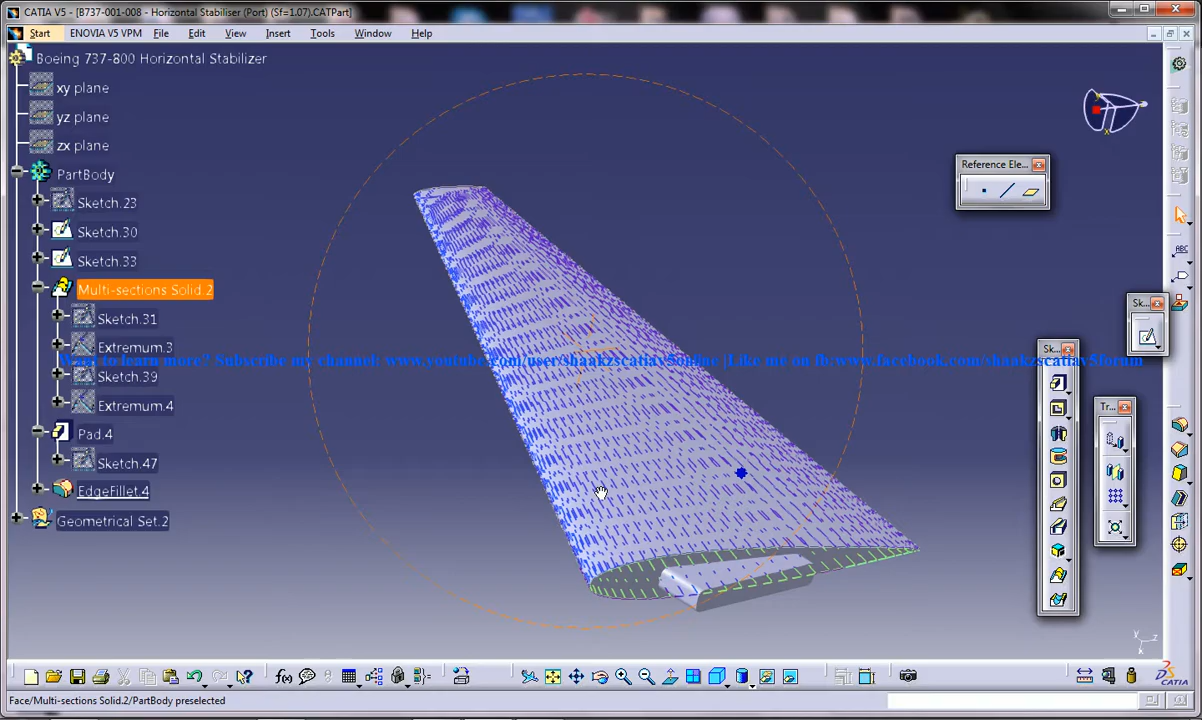 CATIA V5 - [B737-001-008 - Horizontal Stabiliser (Port) (Sf=1.07).CATPart]
Start ENOVIA V5 VPM File Edit View Insert Tools Window Help
Boeing 737-800 Horizontal Stabilizer
xy plane
yz plane
zx plane
PartBody
Sketch.23
Sketch.30
Sketch.33
Multi-sections Solid.2
Sketch.31
Extremum.3
Want to learn more? Subscribe my channel: www.youtube.com/user/shaakzscatiav5online |Like me on fb:www.facebook.com/shaakzscatiav5forum
Sketch.39
Extremum.4
Pad.4
Sketch.47
EdgeFillet.4
Geometrical Set.2
Reference Ele...
Sk...
Sk...
Tr...
f(x)
CATIA
Face/Multi-sections Solid.2/PartBody preselected